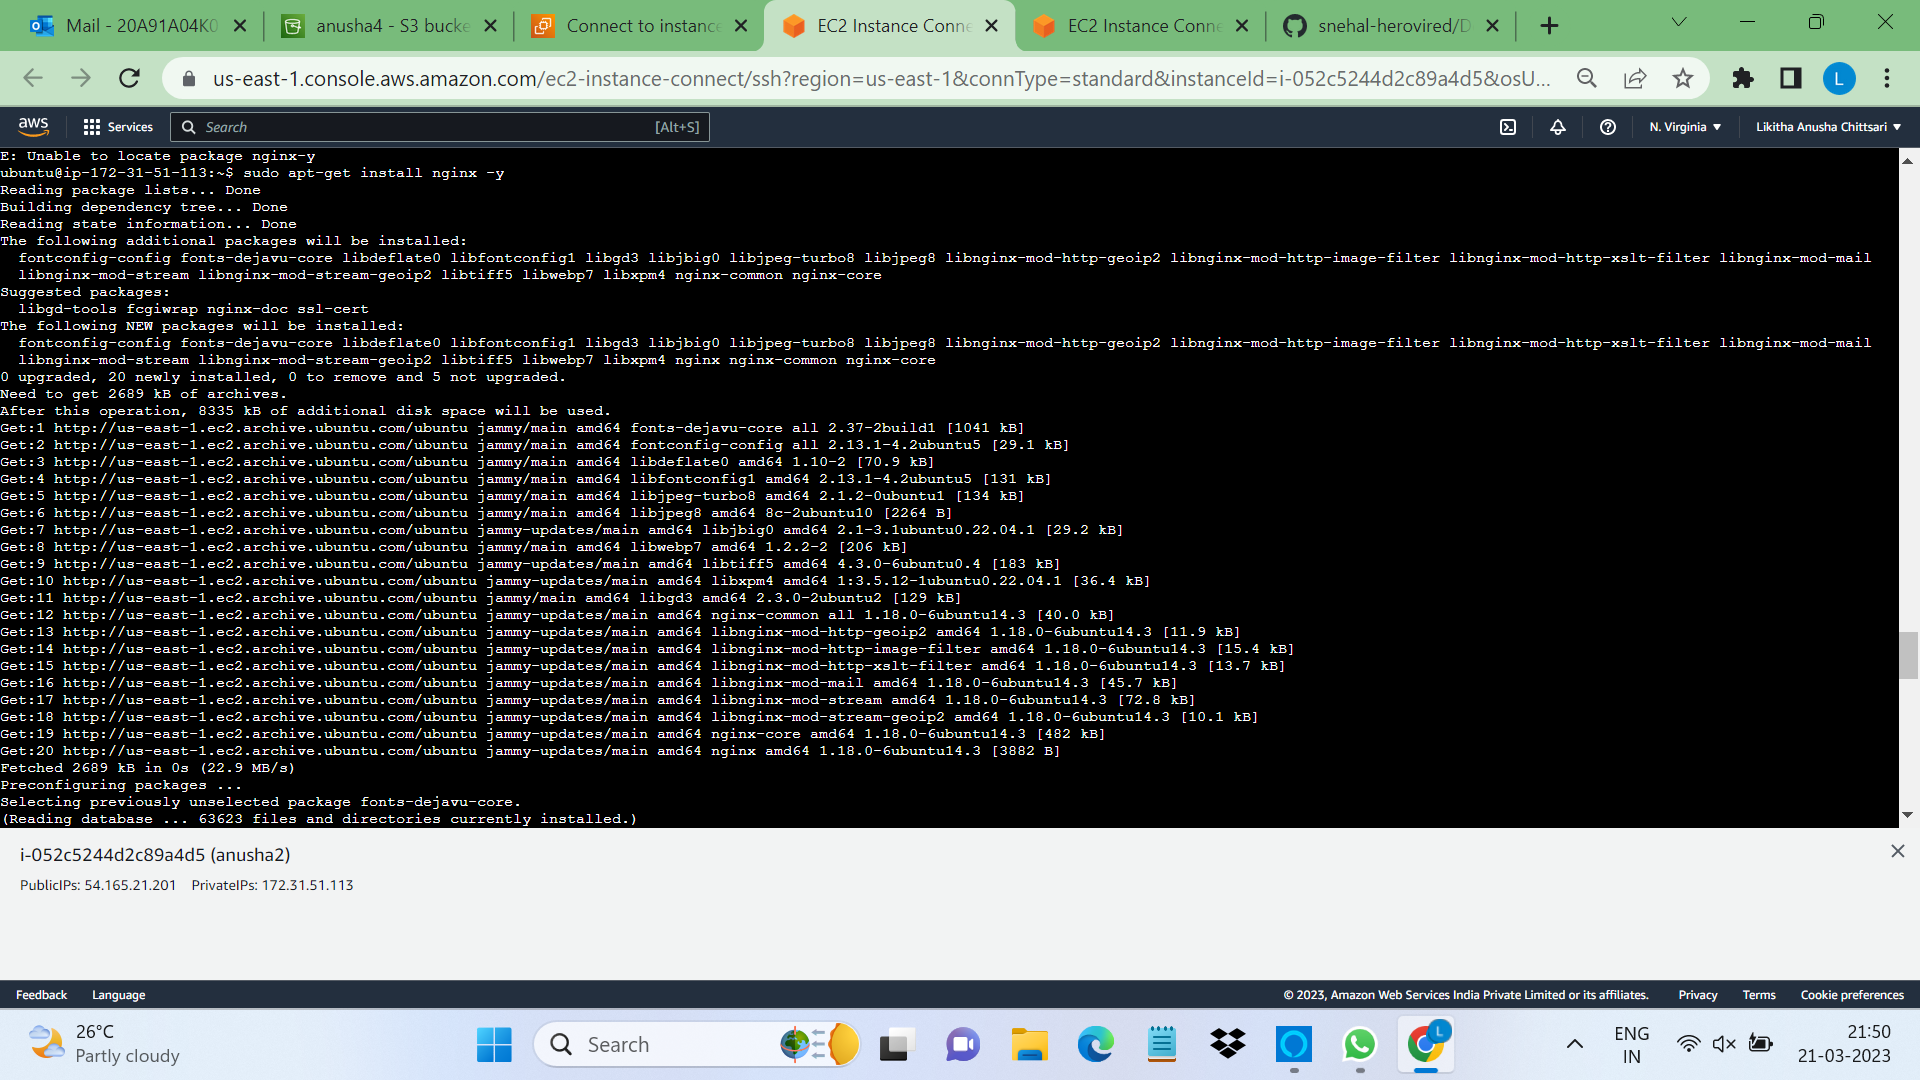 Mail - 20A91A04K0
anusha4 - S3 bucke
Connect to instance
EC2 Instance Conne
EC2 Instance Conne
snehal-herovired/D
us-east-1.console.aws.amazon.com/ec2-instance-connect/ssh?region=us-east-1&connType=standard&instanceId=i-052c5244d2c89a4d5&osU...
L
aws
Services
Search
[Alt+S]
N. Virginia
Likitha Anusha Chittsari
E: Unable to locate package nginx-y
ubuntu@ip-172-31-51-113:~$ sudo apt-get install nginx -y
Reading package lists... Done
Building dependency tree... Done
Reading state information... Done
The following additional packages will be installed:
  fontconfig-config fonts-dejavu-core libdeflate0 libfontconfig1 libgd3 libjbig0 libjpeg-turbo8 libjpeg8 libnginx-mod-http-geoip2 libnginx-mod-http-image-filter libnginx-mod-http-xslt-filter libnginx-mod-mail
  libnginx-mod-stream libnginx-mod-stream-geoip2 libtiff5 libwebp7 libxpm4 nginx-common nginx-core
Suggested packages:
  libgd-tools fcgiwrap nginx-doc ssl-cert
The following NEW packages will be installed:
  fontconfig-config fonts-dejavu-core libdeflate0 libfontconfig1 libgd3 libjbig0 libjpeg-turbo8 libjpeg8 libnginx-mod-http-geoip2 libnginx-mod-http-image-filter libnginx-mod-http-xslt-filter libnginx-mod-mail
  libnginx-mod-stream libnginx-mod-stream-geoip2 libtiff5 libwebp7 libxpm4 nginx nginx-common nginx-core
0 upgraded, 20 newly installed, 0 to remove and 5 not upgraded.
Need to get 2689 kB of archives.
After this operation, 8335 kB of additional disk space will be used.
Get:1 http://us-east-1.ec2.archive.ubuntu.com/ubuntu jammy/main amd64 fonts-dejavu-core all 2.37-2build1 [1041 kB]
Get:2 http://us-east-1.ec2.archive.ubuntu.com/ubuntu jammy/main amd64 fontconfig-config all 2.13.1-4.2ubuntu5 [29.1 kB]
Get:3 http://us-east-1.ec2.archive.ubuntu.com/ubuntu jammy/main amd64 libdeflate0 amd64 1.10-2 [70.9 kB]
Get:4 http://us-east-1.ec2.archive.ubuntu.com/ubuntu jammy/main amd64 libfontconfig1 amd64 2.13.1-4.2ubuntu5 [131 kB]
Get:5 http://us-east-1.ec2.archive.ubuntu.com/ubuntu jammy/main amd64 libjpeg-turbo8 amd64 2.1.2-0ubuntu1 [134 kB]
Get:6 http://us-east-1.ec2.archive.ubuntu.com/ubuntu jammy/main amd64 libjpeg8 amd64 8c-2ubuntu10 [2264 B]
Get:7 http://us-east-1.ec2.archive.ubuntu.com/ubuntu jammy-updates/main amd64 libjbig0 amd64 2.1-3.1ubuntu0.22.04.1 [29.2 kB]
Get:8 http://us-east-1.ec2.archive.ubuntu.com/ubuntu jammy/main amd64 libwebp7 amd64 1.2.2-2 [206 kB]
Get:9 http://us-east-1.ec2.archive.ubuntu.com/ubuntu jammy-updates/main amd64 libtiff5 amd64 4.3.0-6ubuntu0.4 [183 kB]
Get:10 http://us-east-1.ec2.archive.ubuntu.com/ubuntu jammy-updates/main amd64 libxpm4 amd64 1:3.5.12-1ubuntu0.22.04.1 [36.4 kB]
Get:11 http://us-east-1.ec2.archive.ubuntu.com/ubuntu jammy/main amd64 libgd3 amd64 2.3.0-2ubuntu2 [129 kB]
Get:12 http://us-east-1.ec2.archive.ubuntu.com/ubuntu jammy-updates/main amd64 nginx-common all 1.18.0-6ubuntu14.3 [40.0 kB]
Get:13 http://us-east-1.ec2.archive.ubuntu.com/ubuntu jammy-updates/main amd64 libnginx-mod-http-geoip2 amd64 1.18.0-6ubuntu14.3 [11.9 kB]
Get:14 http://us-east-1.ec2.archive.ubuntu.com/ubuntu jammy-updates/main amd64 libnginx-mod-http-image-filter amd64 1.18.0-6ubuntu14.3 [15.4 kB]
Get:15 http://us-east-1.ec2.archive.ubuntu.com/ubuntu jammy-updates/main amd64 libnginx-mod-http-xslt-filter amd64 1.18.0-6ubuntu14.3 [13.7 kB]
Get:16 http://us-east-1.ec2.archive.ubuntu.com/ubuntu jammy-updates/main amd64 libnginx-mod-mail amd64 1.18.0-6ubuntu14.3 [45.7 kB]
Get:17 http://us-east-1.ec2.archive.ubuntu.com/ubuntu jammy-updates/main amd64 libnginx-mod-stream amd64 1.18.0-6ubuntu14.3 [72.8 kB]
Get:18 http://us-east-1.ec2.archive.ubuntu.com/ubuntu jammy-updates/main amd64 libnginx-mod-stream-geoip2 amd64 1.18.0-6ubuntu14.3 [10.1 kB]
Get:19 http://us-east-1.ec2.archive.ubuntu.com/ubuntu jammy-updates/main amd64 nginx-core amd64 1.18.0-6ubuntu14.3 [482 kB]
Get:20 http://us-east-1.ec2.archive.ubuntu.com/ubuntu jammy-updates/main amd64 nginx amd64 1.18.0-6ubuntu14.3 [3882 B]
Fetched 2689 kB in 0s (22.9 MB/s)
Preconfiguring packages ...
Selecting previously unselected package fonts-dejavu-core.
(Reading database ... 63623 files and directories currently installed.)
i-052c5244d2c89a4d5 (anusha2)
PublicIPs: 54.165.21.201 PrivateIPs: 172.31.51.113
Feedback
Language
© 2023, Amazon Web Services India Private Limited or its affiliates.
Privacy
Terms
Cookie preferences
26°C
Partly cloudy
Search
L
ENG
IN
21:50
21-03-2023